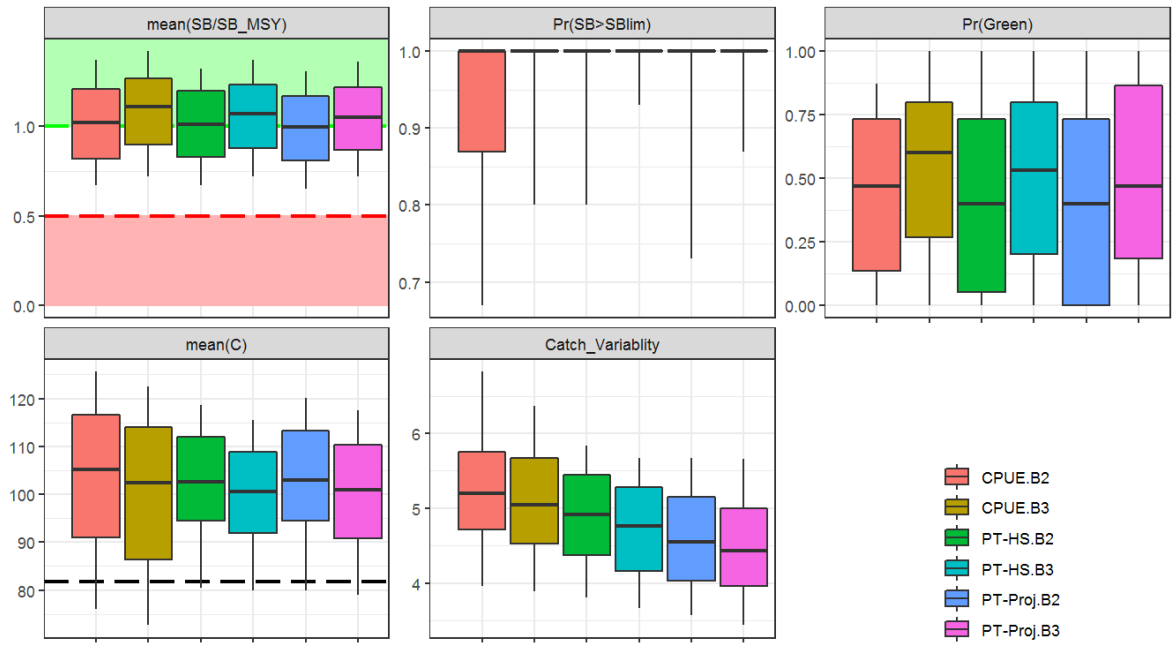 mean(SB/SB_MSY)
1.0
0.5
0.0
Pr(SB>SBlim)
1.0
0.9
0.8
0.7
Pr(Green)
1.00
0.75
0.50
0.25
0.00
mean(C)
120
110
100
90
80
Catch_Variablity
6
5
4
CPUE.B2
CPUE.B3
PT-HS.B2
PT-HS.B3
PT-Proj.B2
PT-Proj.B3